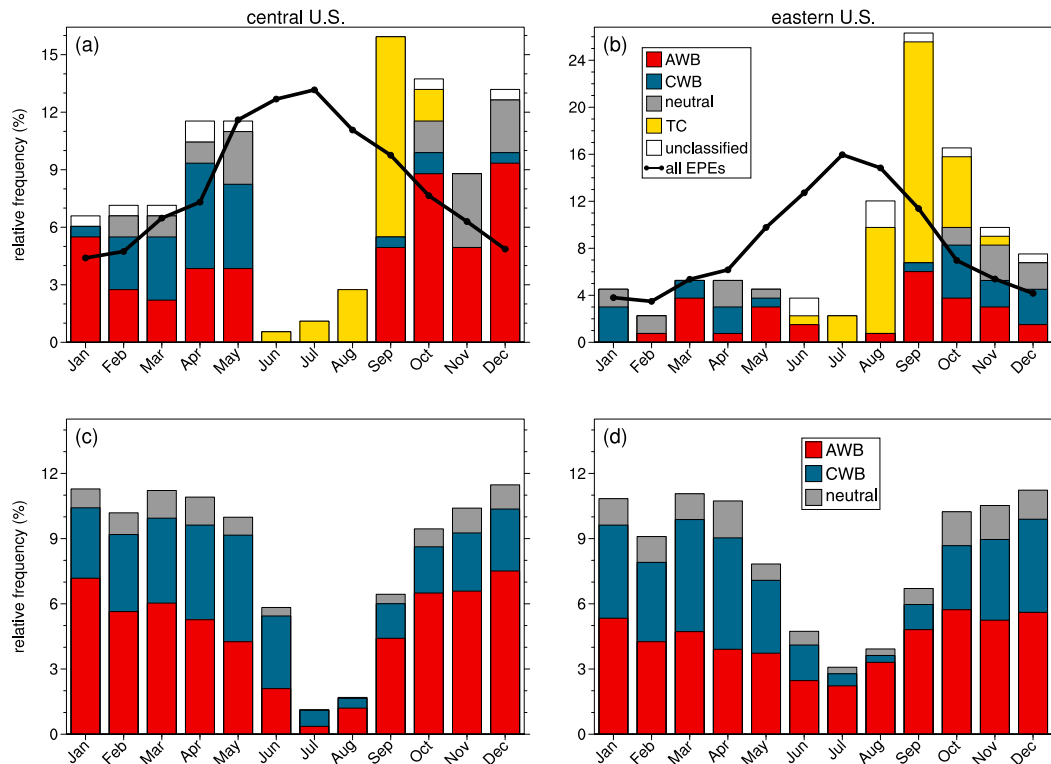 central U.S.
eastern U.S.
(a)
15
12
9
6
3
0
relative frequency (%)
Jan Feb Mar Apr May Jun Jul Aug Sep Oct Nov Dec
(b)
24
20
16
12
8
4
0
relative frequency (%)
AWB
CWB
neutral
TC
unclassified
all EPEs
Jan Feb Mar Apr May Jun Jul Aug Sep Oct Nov Dec
(c)
12
9
6
3
0
relative frequency (%)
Jan Feb Mar Apr May Jun Jul Aug Sep Oct Nov Dec
(d)
12
9
6
3
0
AWB
CWB
neutral
Jan Feb Mar Apr May Jun Jul Aug Sep Oct Nov Dec